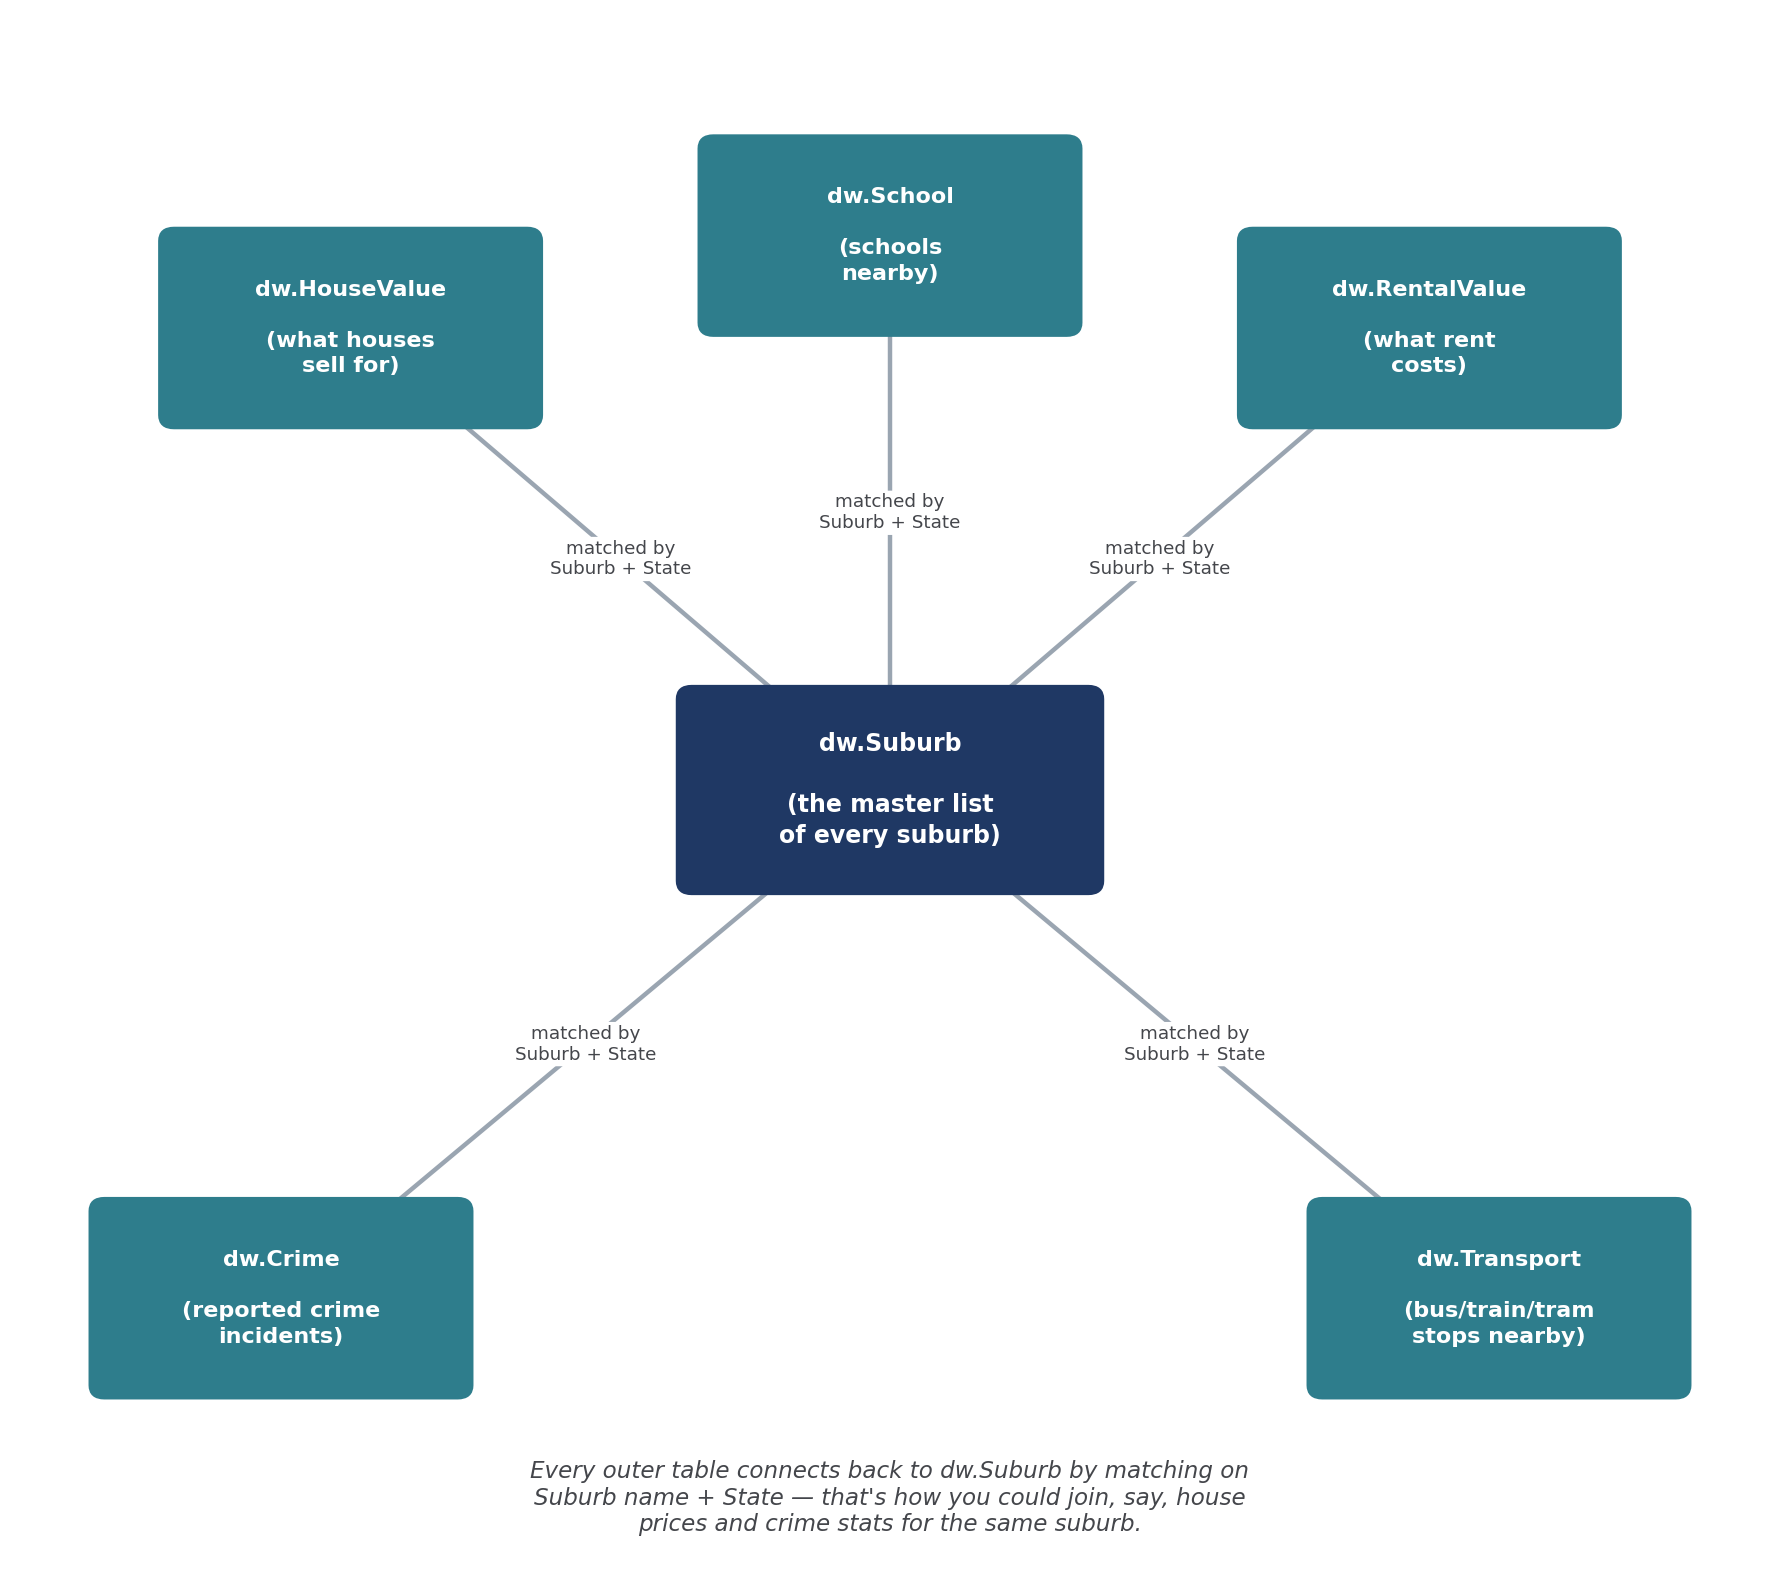 dw.School
(schools
nearby)
dw.HouseValue
(what houses
sell for)
dw.RentalValue
(what rent
costs)
matched by
Suburb + State
matched by
Suburb + State
matched by
Suburb + State
dw.Suburb
(the master list
of every suburb)
matched by
Suburb + State
matched by
Suburb + State
dw.Crime
(reported crime
incidents)
dw.Transport
(bus/train/tram
stops nearby)
Every outer table connects back to dw.Suburb by matching on
Suburb name + State — that's how you could join, say, house
prices and crime stats for the same suburb.